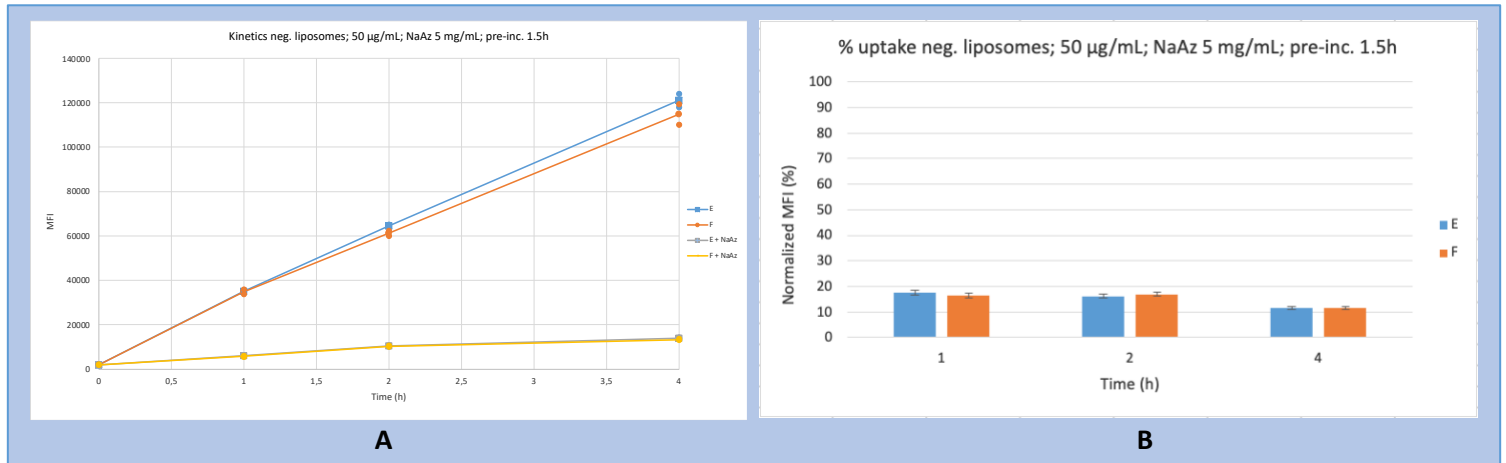 Kinetics neg. liposomes; 50 µg/mL; NaAz 5 mg/mL; pre-inc. 1.5h
140000
120000
100000
80000
60000
40000
20000
0
MFI
0 0,5 1 1,5 2 2,5 3 3,5 4
Time (h)
E
F
E + NaAz
F + NaAz
A
% uptake neg. liposomes; 50 µg/mL; NaAz 5 mg/mL; pre-inc. 1.5h
100
90
80
70
60
50
40
30
20
10
0
Normalized MFI (%)
1 2 4
Time (h)
E
F
B